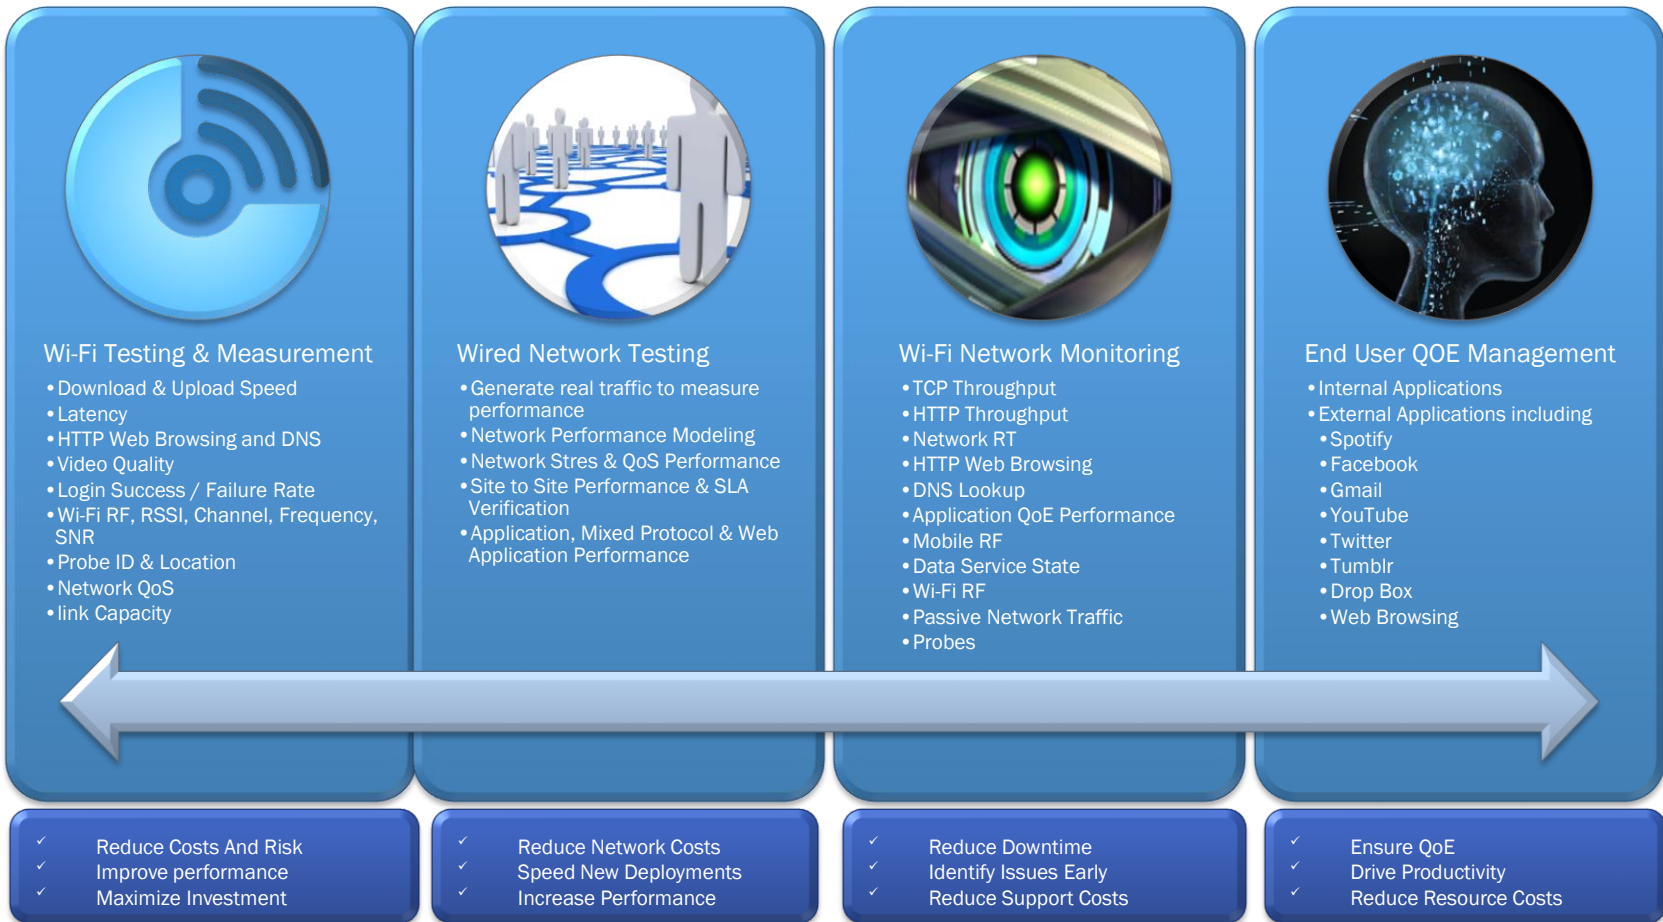 Wi-Fi Testing & Measurement
•Download & Upload Speed
•Latency
•HTTP Web Browsing and DNS
•Video Quality
•Login Success / Failure Rate
•Wi-Fi RF, RSSI, Channel, Frequency,
SNR
•Probe ID & Location
•Network QoS
•link Capacity
Wired Network Testing
•Generate real traffic to measure
performance
•Network Performance Modeling
•Network Stres & QoS Performance
•Site to Site Performance & SLA
Verification
•Application, Mixed Protocol & Web
Application Performance
Wi-Fi Network Monitoring
•TCP Throughput
•HTTP Throughput
•Network RT
•HTTP Web Browsing
•DNS Lookup
•Application QoE Performance
•Mobile RF
•Data Service State
•Wi-Fi RF
•Passive Network Traffic
•Probes
End User QOE Management
•Internal Applications
•External Applications including
•Spotify
•Facebook
•Gmail
•YouTube
•Twitter
•Tumblr
•Drop Box
•Web Browsing
✓ Reduce Costs And Risk
✓ Improve performance
✓ Maximize Investment
✓ Reduce Network Costs
✓ Speed New Deployments
✓ Increase Performance
✓ Reduce Downtime
✓ Identify Issues Early
✓ Reduce Support Costs
✓ Ensure QoE
✓ Drive Productivity
✓ Reduce Resource Costs